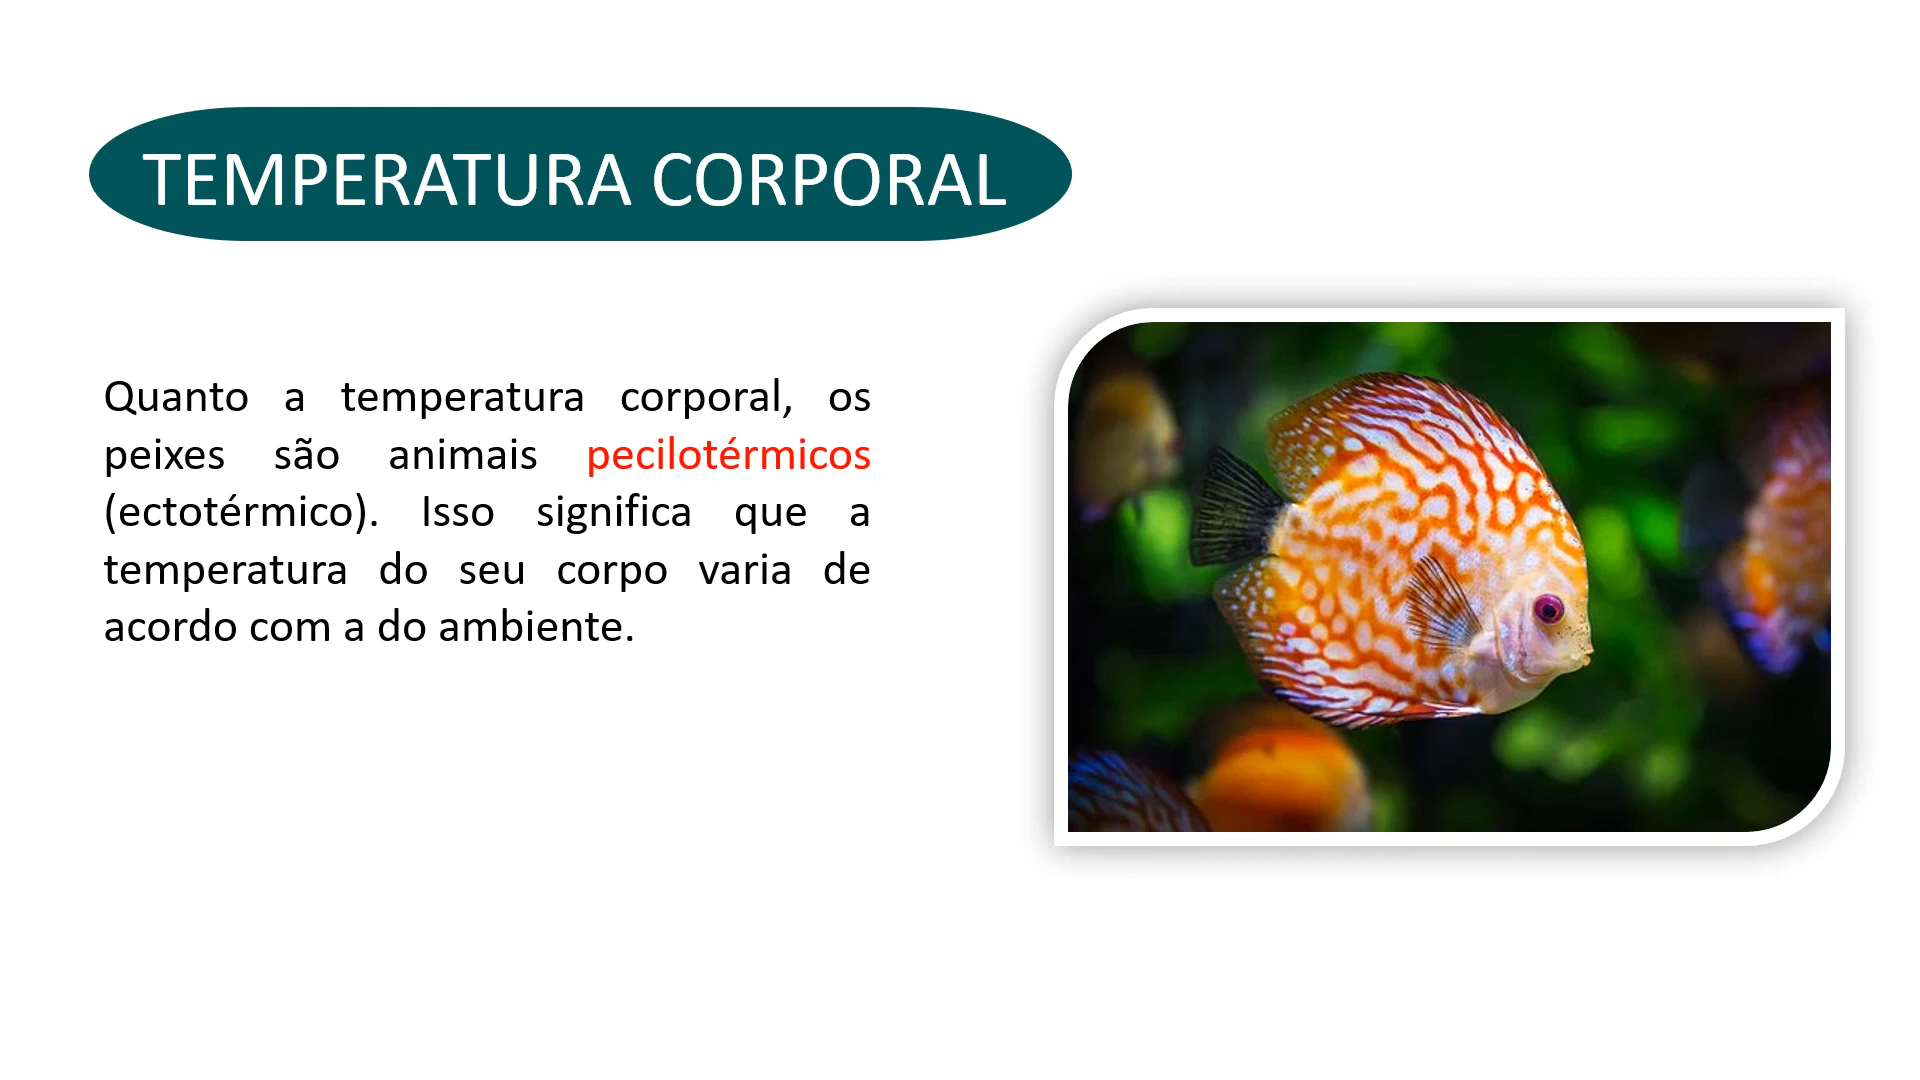 TEMPERATURA CORPORAL
Quanto a temperatura corporal, os
peixes são animais pecilotérmicos
(ectotérmico). Isso significa que a
temperatura do seu corpo varia de
acordo com a do ambiente.